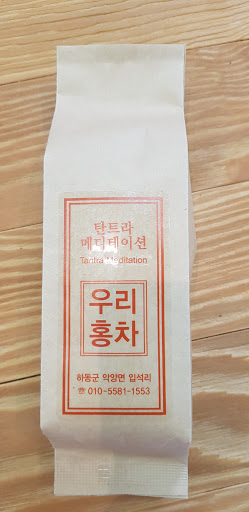 탄트라
메디테이션
Tantra Meditation
우리
홍차
하동군 악양면 입석리
☎ 010-5581-1553